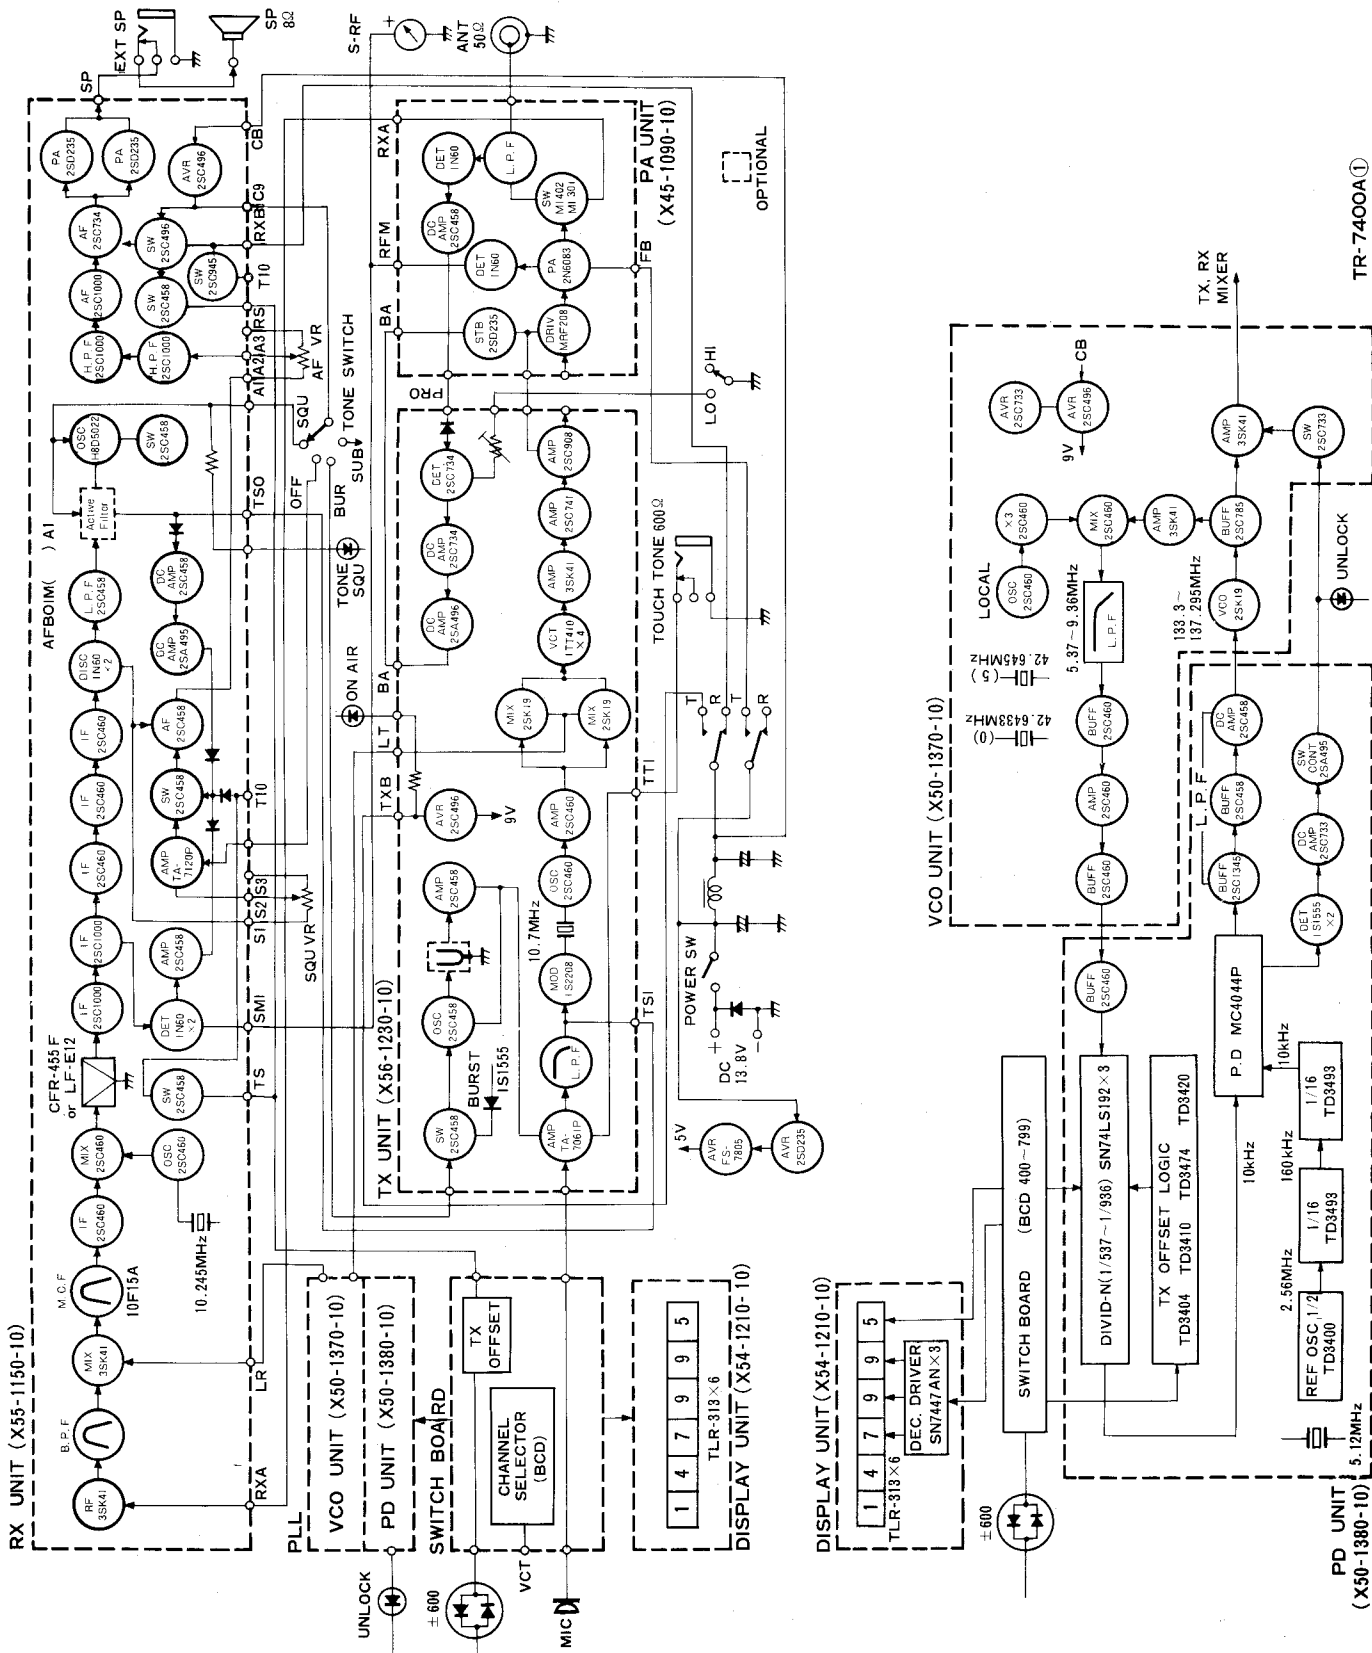 RX UNIT (X55-1150-10)
RF 3SK41
B.P.F
MIX 3SK41
M.C.F
10F15A
IF 2SC460
MIX 2SC460
OSC 2SC460
10.245MHz
CFR-455F
or LF-E12
SW 2SC458
IF 2SC1000
IF 2SC1000
IF 2SC460
IF 2SC460
IF 2SC460
DISC 1N60 ×2
L.P.F 2SC458
AFBOIM( ) A1
Active Filter
OSC H8D5022
SW 2SC458
DET 1N60 ×2
AMP 2SC458
AMP TA-7120P
SW 2SC458
AF 2SC458
DC AMP 2SA495
DC AMP 2SC458
H.P.F 2SC1000
H.P.F 2SC1000
AF 2SC1000
AF 2SC734
SW 2SC458
SW 2SC496
SW 2SC945
AVR 2SC496
PA 2SD235
PA 2SD235
SP
EXT SP
SP 8Ω
RXA
LR
TS
SMI
S1
S2
S3
T10
TSO
A1
A2
A3
RS
T10
RXB
C9
CB
SQU VR
TONE SQU
AF VR
SQU
OFF
BUR
SUB
TONE SWITCH
PLL
VCO UNIT (X50-1370-10)
PD UNIT (X50-1380-10)
UNLOCK
SWITCH BOARD
TX OFFSET
CHANNEL SELECTOR (BCD)
±600
VCT
MIC
1 4 7 9 9 5
TLR-313×6
DISPLAY UNIT (X54-1210-10)
TX UNIT (X56-1230-10)
SW 2SC458
OSC 2SC458
AMP 2SC458
BURST
1S1555
AVR 2SC496
9V
AMP TA-7061P
L.P.F
MOD 1S2208
10.7MHz
OSC 2SC460
AMP 2SC460
MIX 2SK19
MIX 2SK19
VCT ITT410 ×4
AMP 3SK41
AMP 2SC741
AMP 2SC908
DC AMP 2SA496
DC AMP 2SC734
DET 2SC734
TXB
LT
ON AIR
BA
PRO
TSI
TTI
PA UNIT
(X45-1090-10)
STB 2SD235
DRIV MRF208
PA 2N6083
DET 1N60
DC AMP 2SC458
DET 1N60
L.P.F
SW MI402 MI301
BA
RFM
RXA
FB
S-RF
+
ANT 50Ω
OPTIONAL
LO
HI
TOUCH TONE 600Ω
T
R
T
R
POWER SW
DC 13.8V
+
−
5V
AVR FS-7805
AVR 2SD235
DISPLAY UNIT (X54-1210-10)
1 4 7 9 9 5
TLR-313×6
DEC. DRIVER
SN7447AN×3
±600
SWITCH BOARD (BCD 400~799)
DIVID-N(1/537~1/936) SN74LS192×3
TX OFFSET LOGIC
TD3404 TD3410 TD3474 TD3420
REF OSC, 1/2 TD3400
5.12MHz
2.56MHz
1/16 TD3493
160kHz
1/16 TD3493
10kHz
10kHz
P.D MC4044P
PD UNIT
(X50-1380-10)
BUFF 2SC460
BUFF 2SC1345
BUFF 2SC458
DC AMP 2SC458
L.P.F
DET 1S1555 ×2
DC AMP 2SC733
SW CONT 2SA495
UNLOCK
VCO UNIT (X50-1370-10)
BUFF 2SC460
AMP 2SC460
BUFF 2SC460
L.P.F
5.37~9.36MHz
42.6433MHz (0)
42.645MHz (5)
LOCAL
OSC 2SC460
×3 2SC460
MIX 2SC460
AMP 3SK41
133.3~
137.295MHz
VCO 2SK19
BUFF 2SC785
AMP 3SK41
SW 2SC733
AVR 2SC733
AVR 2SC496
9V
CB
TX, RX MIXER
TR-7400A①